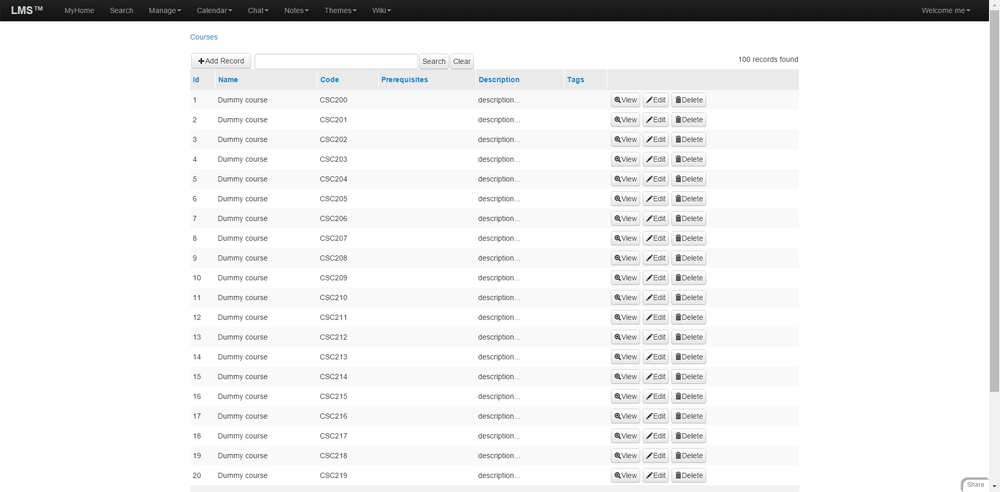 LMS™ MyHome Search Manage Calendar Chat Notes Themes Wiki Welcome me
Courses
Add Record Search Clear 100 records found
Id Name Code Prerequisites Description Tags
1 Dummy course CSC200 description... View Edit Delete
2 Dummy course CSC201 description... View Edit Delete
3 Dummy course CSC202 description... View Edit Delete
4 Dummy course CSC203 description... View Edit Delete
5 Dummy course CSC204 description... View Edit Delete
6 Dummy course CSC205 description... View Edit Delete
7 Dummy course CSC206 description... View Edit Delete
8 Dummy course CSC207 description... View Edit Delete
9 Dummy course CSC208 description... View Edit Delete
10 Dummy course CSC209 description... View Edit Delete
11 Dummy course CSC210 description... View Edit Delete
12 Dummy course CSC211 description... View Edit Delete
13 Dummy course CSC212 description... View Edit Delete
14 Dummy course CSC213 description... View Edit Delete
15 Dummy course CSC214 description... View Edit Delete
16 Dummy course CSC215 description... View Edit Delete
17 Dummy course CSC216 description... View Edit Delete
18 Dummy course CSC217 description... View Edit Delete
19 Dummy course CSC218 description... View Edit Delete
20 Dummy course CSC219 description... View Edit Delete
Share